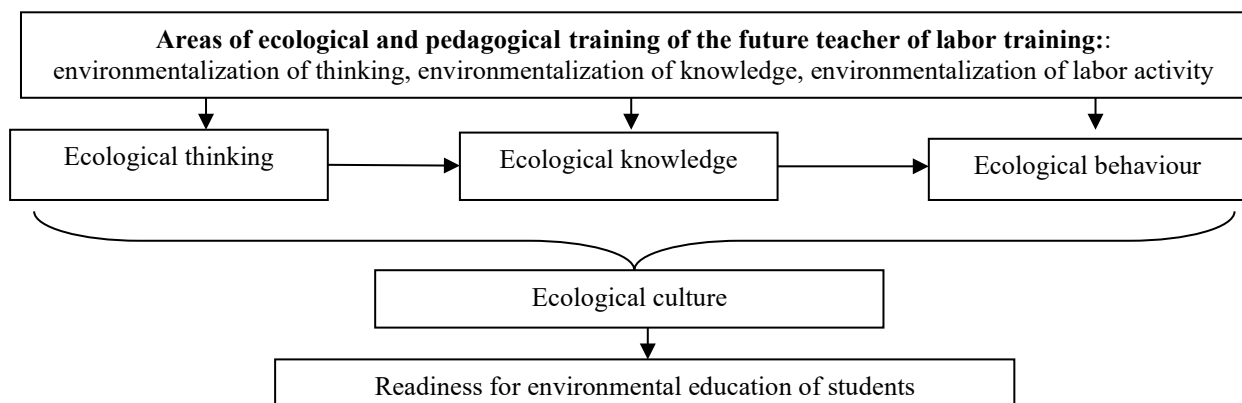 Areas of ecological and pedagogical training of the future teacher of labor training::
environmentalization of thinking, environmentalization of knowledge, environmentalization of labor activity
Ecological thinking
Ecological knowledge
Ecological behaviour
Ecological culture
Readiness for environmental education of students